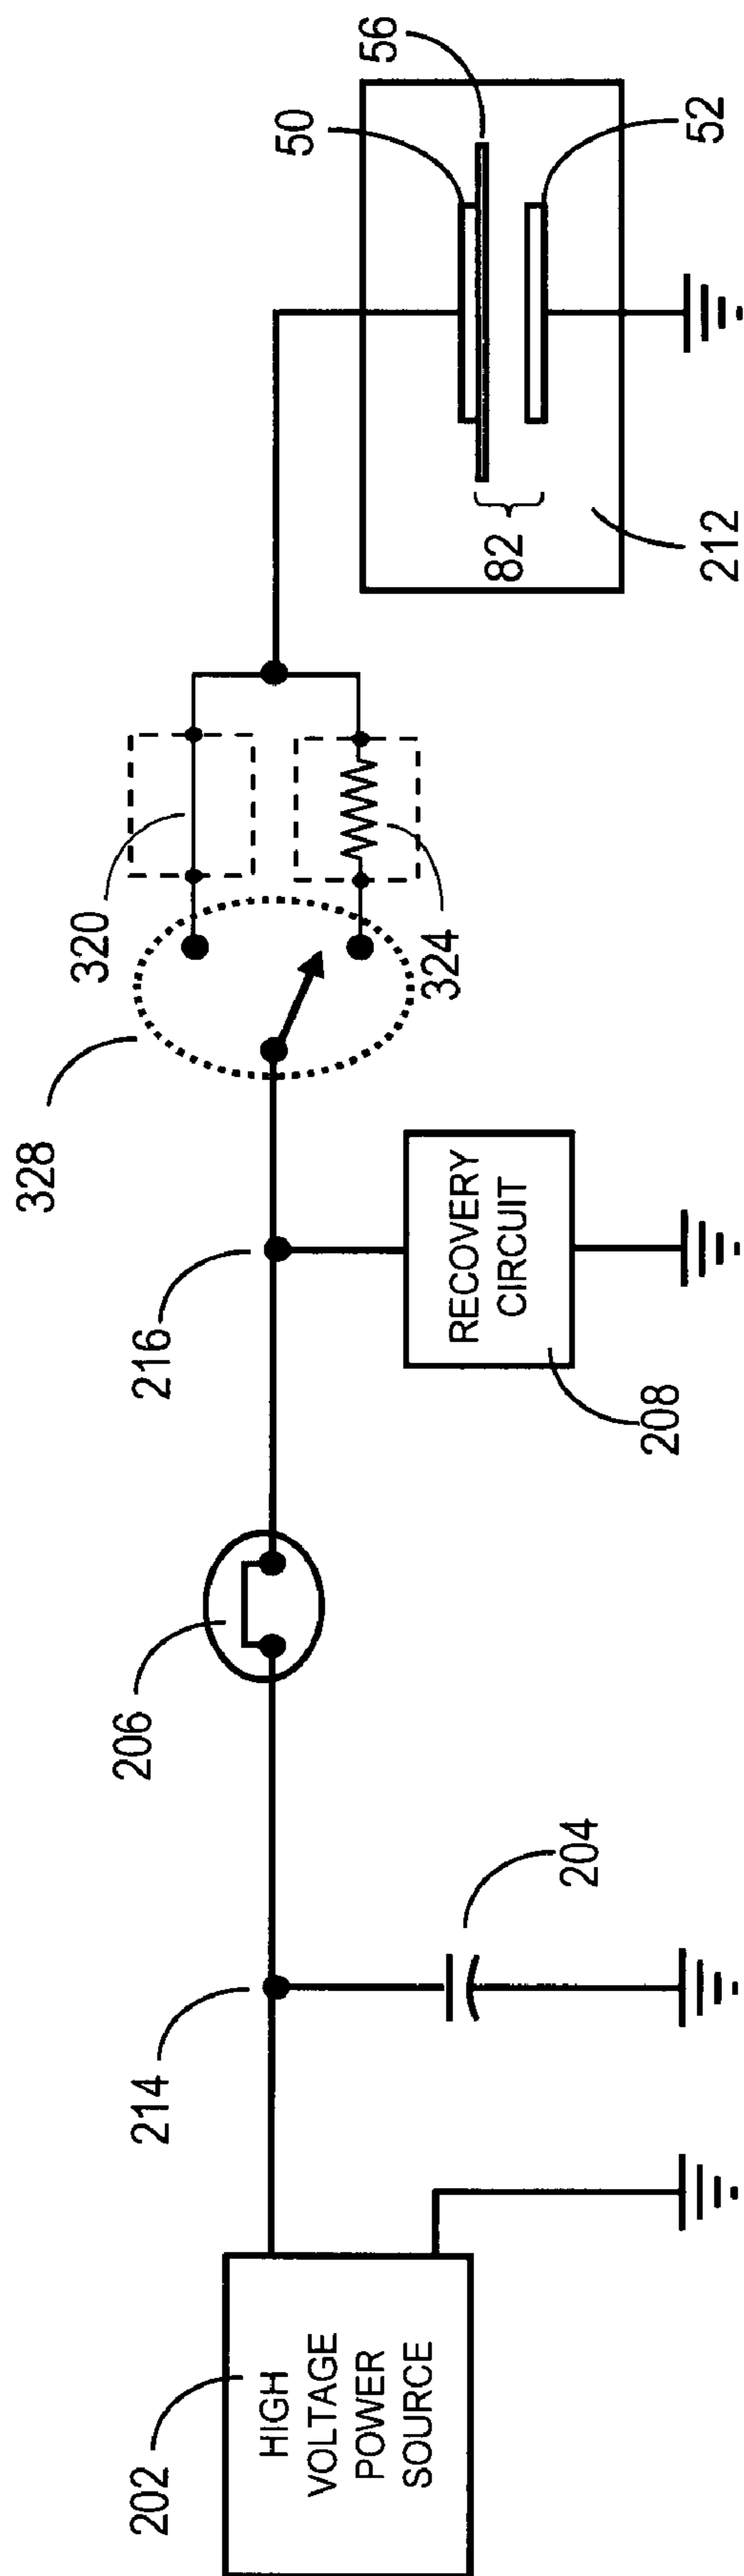 202
HIGH
VOLTAGE
POWER
SOURCE
214
204
206
216
RECOVERY
CIRCUIT
208
328
320
324
50
56
82
52
212